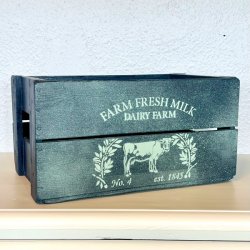 FARM FRESH MILK
DAIRY FARM
No. 4 est. 1845